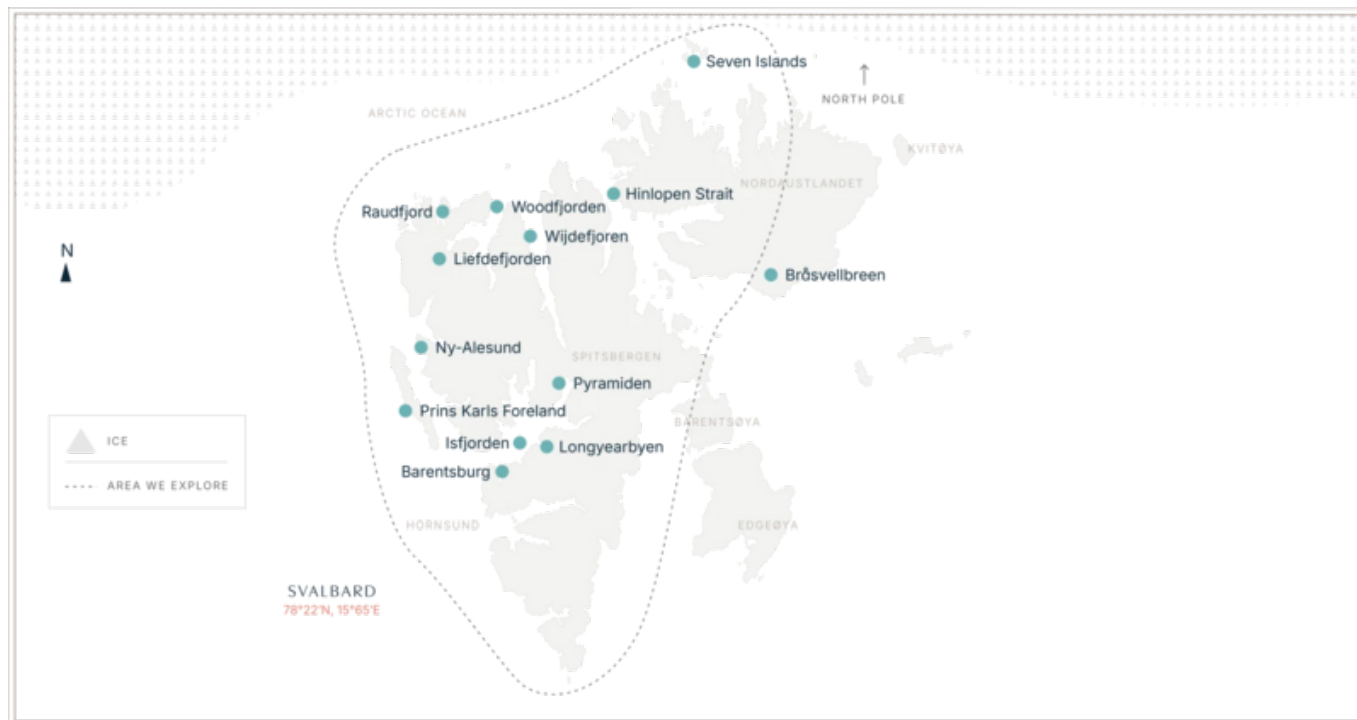 Seven Islands
NORTH POLE
ARCTIC OCEAN
KVITØYA
NORDAUSTLANDET
Hinlopen Strait
Raudfjord
Woodfjorden
Wijdefjoren
N
Liefdefjorden
Bråsvellbreen
Ny-Alesund
SPITSBERGEN
Pyramiden
Prins Karls Foreland
BARENTSØYA
ICE
Isfjorden
Longyearbyen
Barentsburg
AREA WE EXPLORE
HORNSUND
EDGEØYA
SVALBARD
78°22'N, 15°65'E